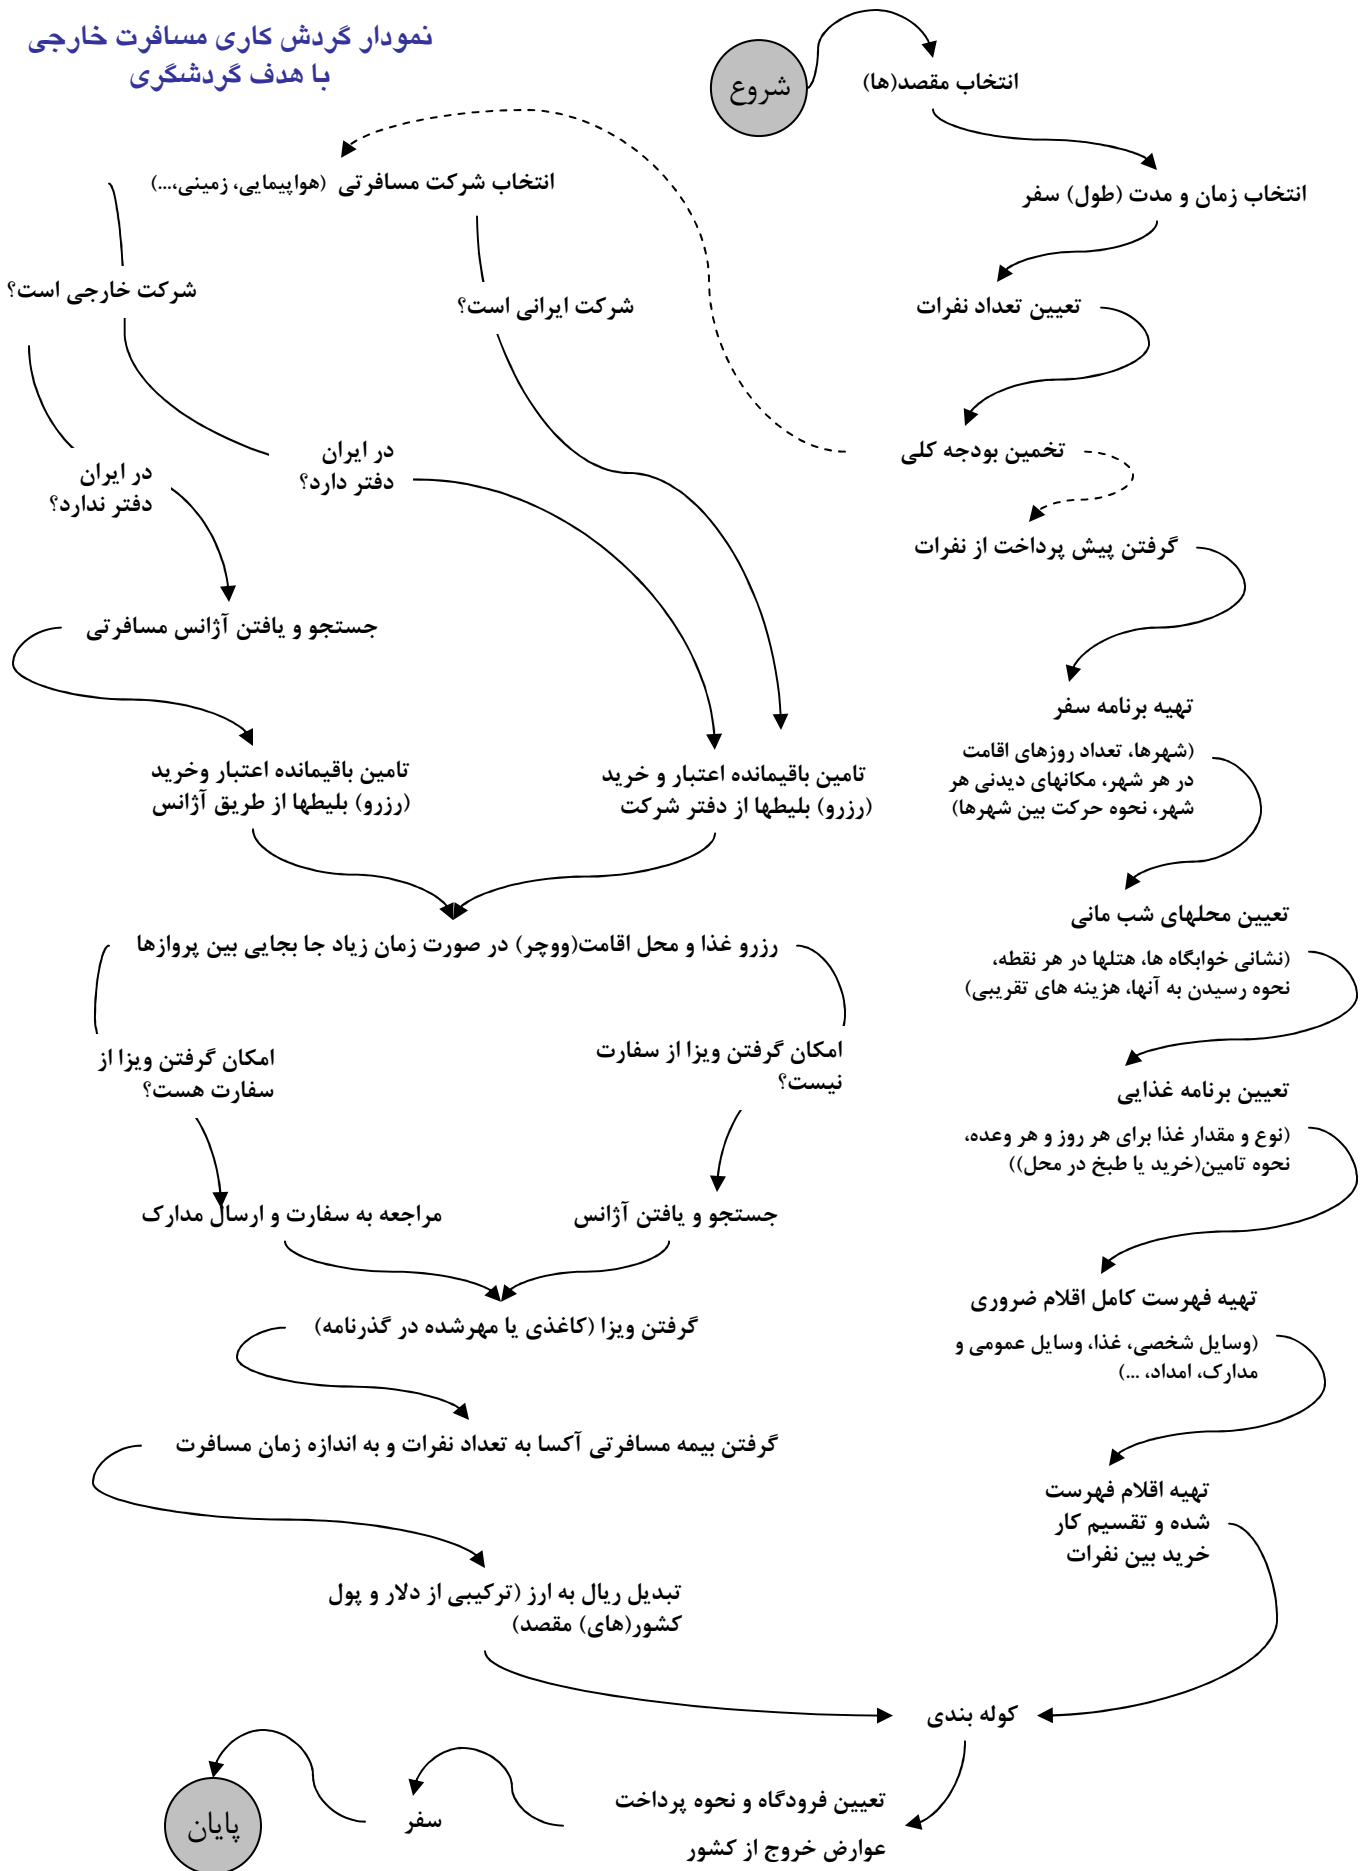 نمودار گردش کاری مسافرت خارجی
با هدف گردشگری
شروع
انتخاب مقصد(ها)
انتخاب زمان و مدت (طول) سفر
تعیین تعداد نفرات
تخمین بودجه کلی
گرفتن پیش پرداخت از نفرات
تهیه برنامه سفر
(شهرها، تعداد روزهای اقامت
در هر شهر، مکانهای دیدنی هر
شهر، نحوه حرکت بین شهرها)
تعیین محلهای شب مانی
(نشانی خوابگاه ها، هتلها در هر نقطه،
نحوه رسیدن به آنها، هزینه های تقریبی)
تعیین برنامه غذایی
(نوع و مقدار غذا برای هر روز و هر وعده،
نحوه تامین(خرید یا طبخ در محل))
تهیه فهرست کامل اقلام ضروری
(وسایل شخصی، غذا، وسایل عمومی و
مدارک، امداد، ...)
تهیه اقلام فهرست
شده و تقسیم کار
خرید بین نفرات
انتخاب شرکت مسافرتی (هواپیمایی، زمینی،...)
شرکت ایرانی است؟
شرکت خارجی است؟
در ایران
دفتر دارد؟
در ایران
دفتر ندارد؟
جستجو و یافتن آژانس مسافرتی
تامین باقیمانده اعتبار و خرید
(رزرو) بلیطها از دفتر شرکت
تامین باقیمانده اعتبار وخرید
(رزرو) بلیطها از طریق آژانس
رزرو غذا و محل اقامت(ووچر) در صورت زمان زیاد جا بجایی بین پروازها
امکان گرفتن ویزا از سفارت
نیست؟
امکان گرفتن ویزا از
سفارت هست؟
جستجو و یافتن آژانس
مراجعه به سفارت و ارسال مدارک
گرفتن ویزا (کاغذی یا مهرشده در گذرنامه)
گرفتن بیمه مسافرتی آکسا به تعداد نفرات و به اندازه زمان مسافرت
تبدیل ریال به ارز (ترکیبی از دلار و پول
کشور(های) مقصد)
کوله بندی
تعیین فرودگاه و نحوه پرداخت
عوارض خروج از کشور
سفر
پایان